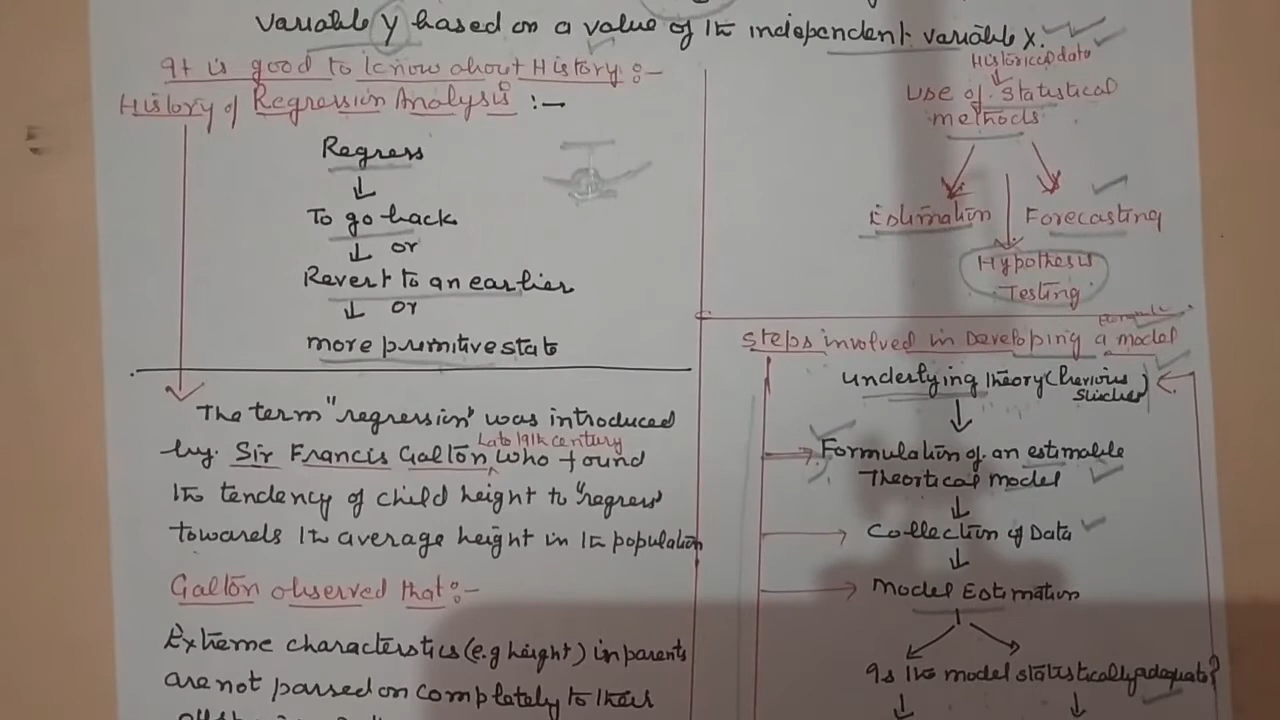 variable y based on a value of the independent variable x.
It is good to know about History :-
History of Regression Analysis :-
Regress
↓
To go back
↓ or
Revert to an earlier
↓ or
more primitive state
The term "regression" was introduced
by Sir Francis Galton Late 19th century who found
the tendency of child height to "regress"
towards the average height in the population
Galton observed that :-
Extreme characterstics (e.g height) in parents
are not passed on completely to their
Historical data
Use of statistical
methods
Estimation Forecasting
Hypothesis
Testing
Steps involved in Developing a model
Underlying theory (Previous
Studies)
↓
Formulation of an estimable
Theortical model
↓
Collection of Data
↓
Model Estimation
Is the model statistically adequate?